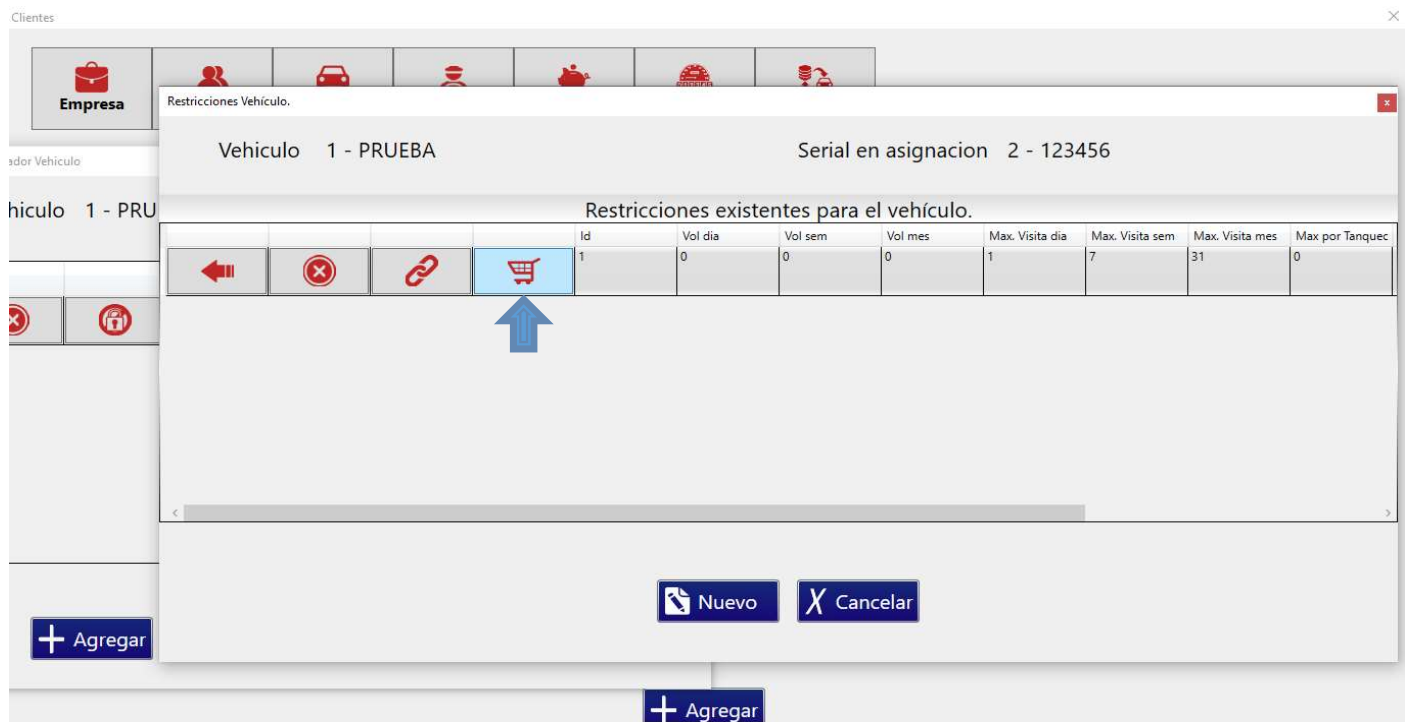 Clientes
Empresa
Restricciones Vehículo.
Vehiculo 1 - PRUEBA
Serial en asignacion 2 - 123456
ador Vehiculo
hiculo 1 - PRU
Restricciones existentes para el vehículo.
Id Vol dia Vol sem Vol mes Max. Visita dia Max. Visita sem Max. Visita mes Max por Tanquec
1 0 0 0 1 7 31 0
Nuevo
X Cancelar
Agregar
Agregar